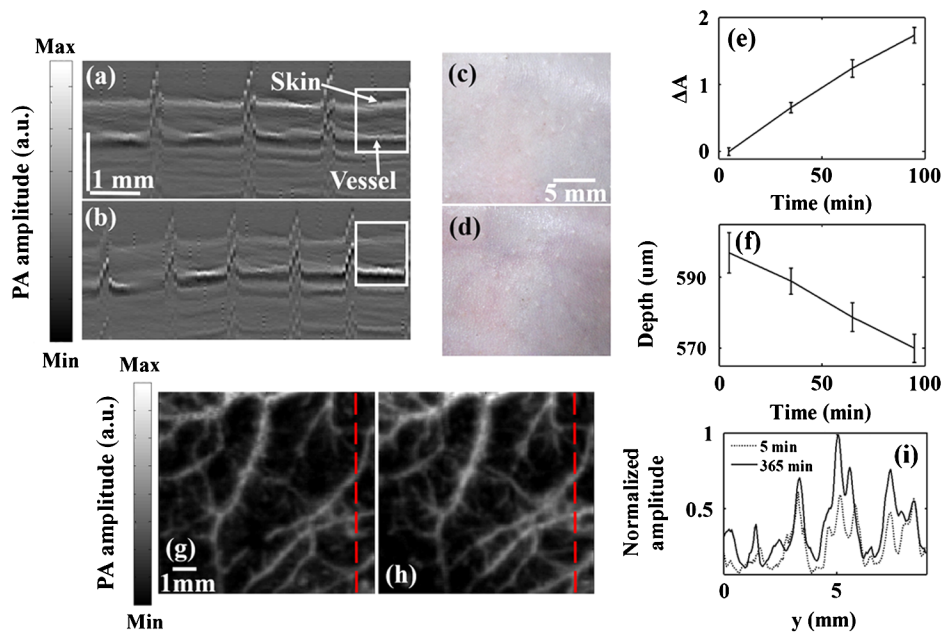 Max
PA amplitude (a.u.)
Min
(a)
Skin
Vessel
1 mm
(b)
(c)
5 mm
(d)
(e)
2
1
0
ΔA
0
50
100
Time (min)
(f)
590
570
Depth (um)
0
50
100
Time (min)
Max
PA amplitude (a.u.)
Min
(g)
1mm
(h)
(i)
5 min
365 min
1
0.5
Normalized
amplitude
0
5
y (mm)